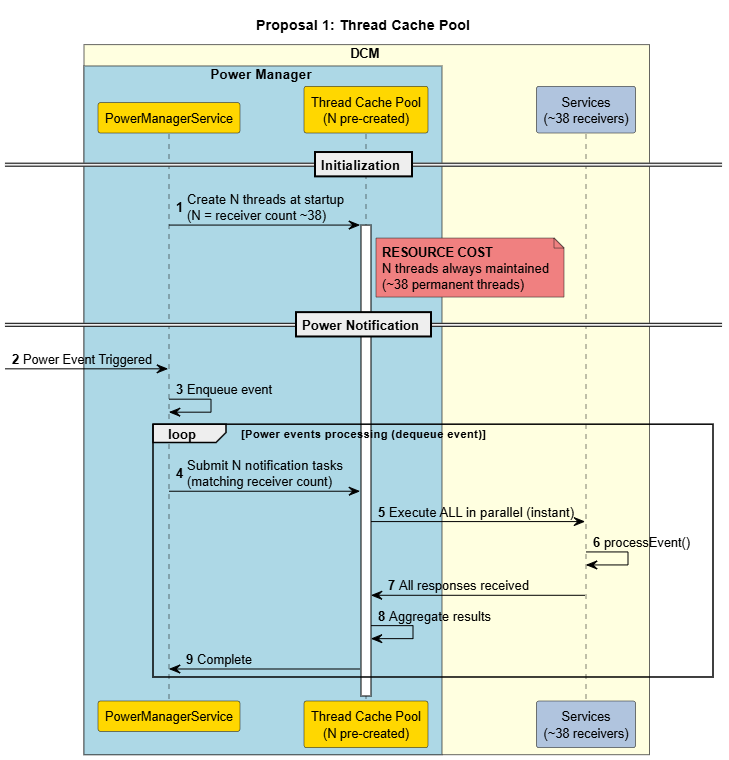 Proposal 1: Thread Cache Pool
DCM
Power Manager
PowerManagerService
Thread Cache Pool
(N pre-created)
Services
(~38 receivers)
Initialization
1 Create N threads at startup
(N = receiver count ~38)
RESOURCE COST
N threads always maintained
(~38 permanent threads)
Power Notification
2 Power Event Triggered
3 Enqueue event
loop [Power events processing (dequeue event)]
4 Submit N notification tasks
(matching receiver count)
5 Execute ALL in parallel (instant)
6 processEvent()
7 All responses received
8 Aggregate results
9 Complete
PowerManagerService
Thread Cache Pool
(N pre-created)
Services
(~38 receivers)